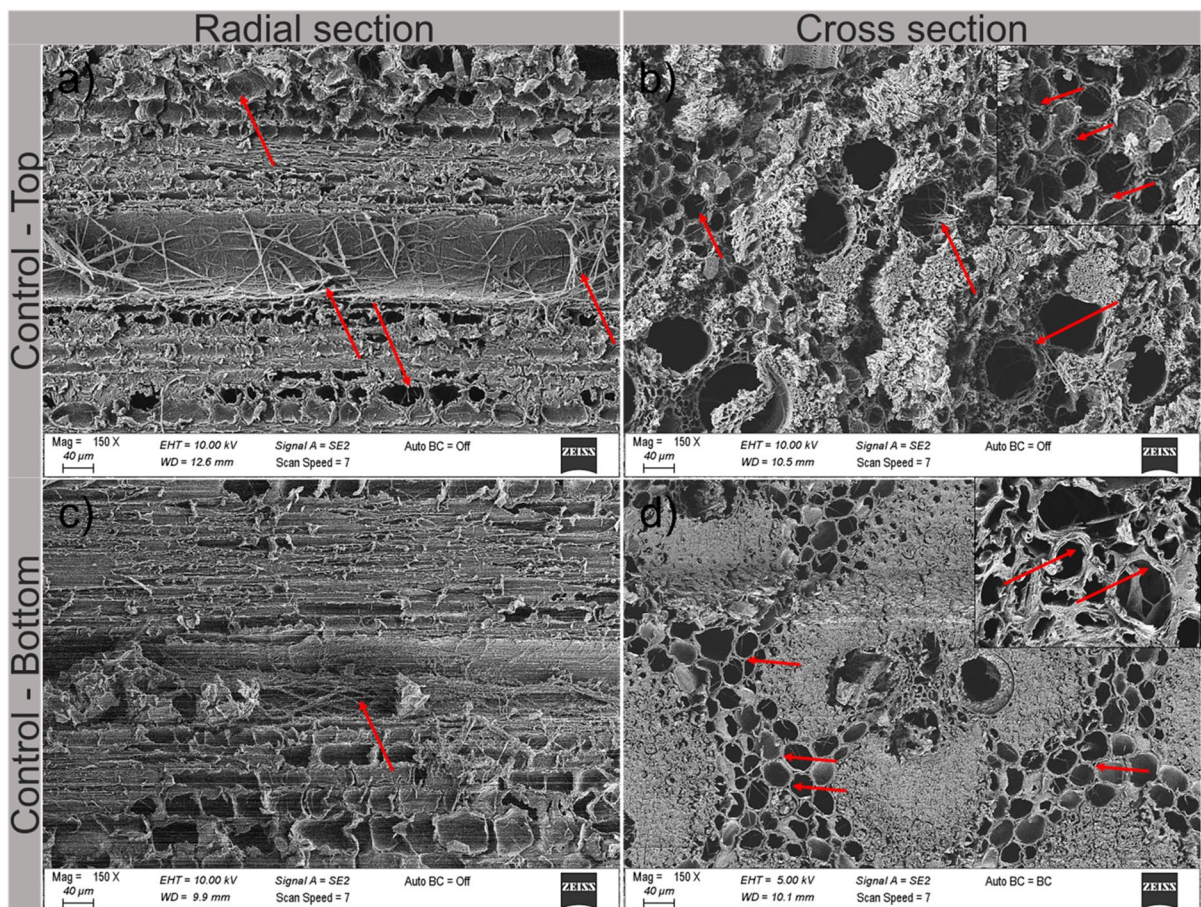 Radial section
Cross section
Control - Top
a)
b)
Mag = 150 X
40 µm
EHT = 10.00 kV
WD = 12.6 mm
Signal A = SE2
Scan Speed = 7
Auto BC = Off
ZEISS
Mag = 150 X
40 µm
EHT = 10.00 kV
WD = 10.5 mm
Signal A = SE2
Scan Speed = 7
Auto BC = Off
ZEISS
Control - Bottom
c)
d)
Mag = 150 X
40 µm
EHT = 10.00 kV
WD = 9.9 mm
Signal A = SE2
Scan Speed = 7
Auto BC = Off
ZEISS
Mag = 150 X
40 µm
EHT = 5.00 kV
WD = 10.1 mm
Signal A = SE2
Scan Speed = 7
Auto BC = BC
ZEISS